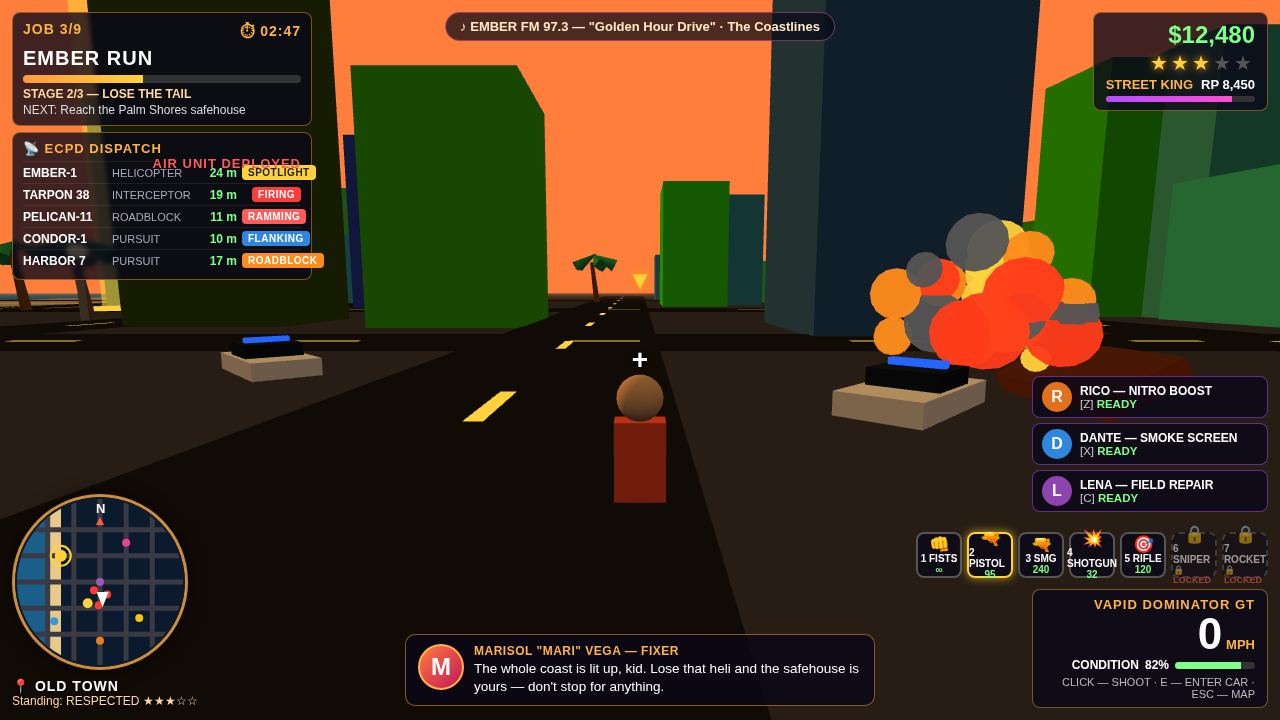 JOB 3/9
⏱ 02:47
EMBER RUN
STAGE 2/3 — LOSE THE TAIL
NEXT: Reach the Palm Shores safehouse
♪ EMBER FM 97.3 — "Golden Hour Drive" · The Coastlines
$12,480
★★★★★
STREET KING RP 8,450
📡 ECPD DISPATCH
AIR UNIT DEPLOYED
EMBER-1 HELICOPTER 24 m SPOTLIGHT
TARPON 38 INTERCEPTOR 19 m FIRING
PELICAN-11 ROADBLOCK 11 m RAMMING
CONDOR-1 PURSUIT 10 m FLANKING
HARBOR 7 PURSUIT 17 m ROADBLOCK
+
R
RICO — NITRO BOOST
[Z] READY
D
DANTE — SMOKE SCREEN
[X] READY
L
LENA — FIELD REPAIR
[C] READY
1 FISTS
∞
2 PISTOL
95
3 SMG
240
4 SHOTGUN
32
5 RIFLE
120
6 SNIPER
🔒 LOCKED
7 ROCKET
🔒 LOCKED
N
📍 OLD TOWN
Standing: RESPECTED ★★★☆☆
M
MARISOL "MARI" VEGA — FIXER
The whole coast is lit up, kid. Lose that heli and the safehouse is
yours — don't stop for anything.
VAPID DOMINATOR GT
0 MPH
CONDITION 82%
CLICK — SHOOT · E — ENTER CAR ·
ESC — MAP